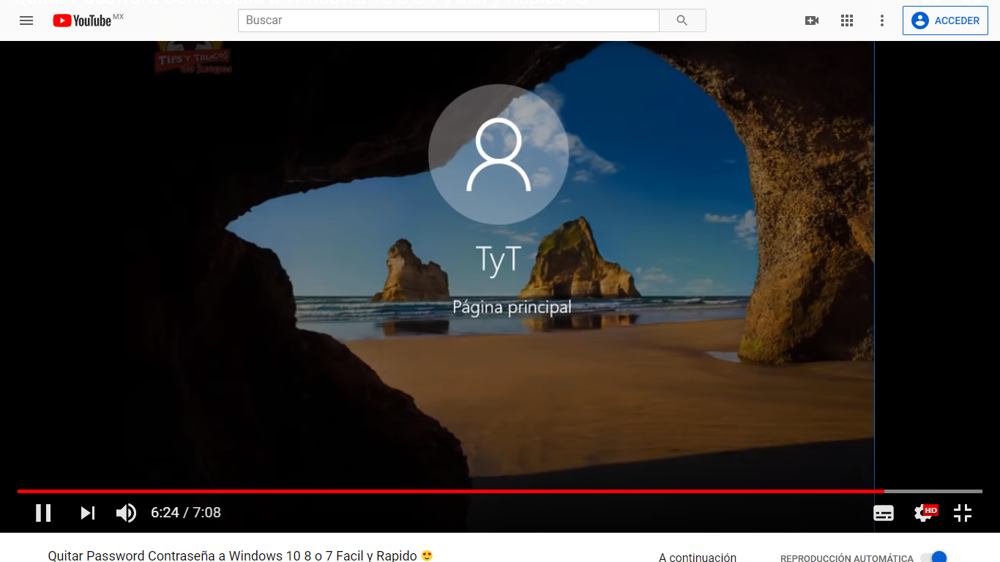 YouTube MX
Buscar
ACCEDER
TIPS Y TRUCOS
de juegos
TyT
Página principal
6:24 / 7:08
HD
Quitar Password Contraseña a Windows 10 8 o 7 Facil y Rapido 😍
A continuación
REPRODUCCIÓN AUTOMÁTICA